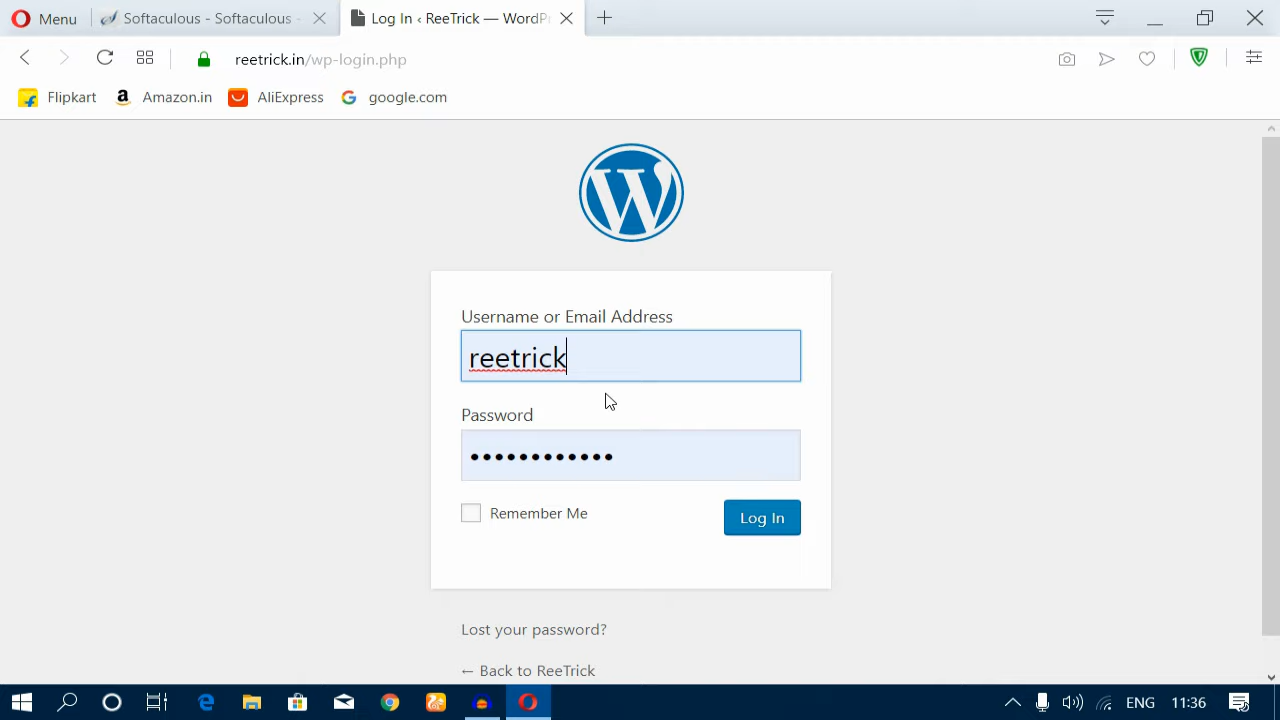 Menu
Softaculous - Softaculous -
Log In ‹ ReeTrick — WordPr
reetrick.in/wp-login.php
Flipkart
a Amazon.in
AliExpress
G google.com
W
Username or Email Address
reetrick
Password
••••••••••••
Remember Me
Log In
Lost your password?
← Back to ReeTrick
ENG
11:36